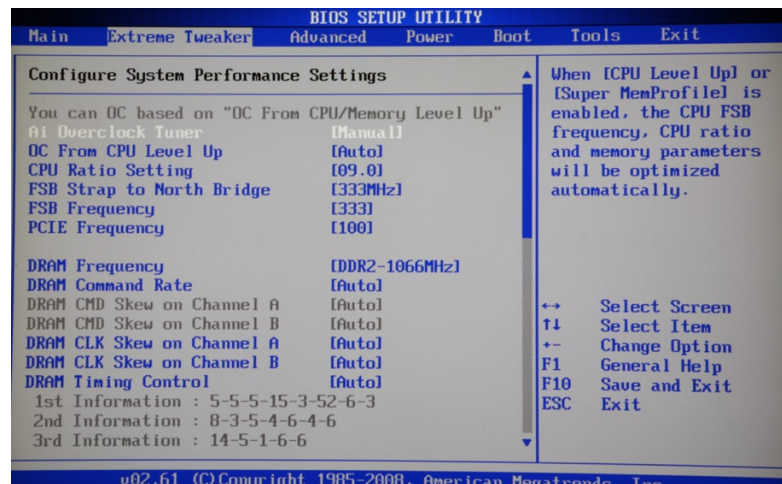 BIOS SETUP UTILITY
Main Extreme Tweaker Advanced Power Boot Tools Exit
Configure System Performance Settings
You can OC based on "OC From CPU/Memory Level Up"
Ai Overclock Tuner [Manual]
OC From CPU Level Up [Auto]
CPU Ratio Setting [09.0]
FSB Strap to North Bridge [333MHz]
FSB Frequency [333]
PCIE Frequency [100]
DRAM Frequency [DDR2-1066MHz]
DRAM Command Rate [Auto]
DRAM CMD Skew on Channel A [Auto]
DRAM CMD Skew on Channel B [Auto]
DRAM CLK Skew on Channel A [Auto]
DRAM CLK Skew on Channel B [Auto]
DRAM Timing Control [Auto]
1st Information : 5-5-5-15-3-52-6-3
2nd Information : 8-3-5-4-6-4-6
3rd Information : 14-5-1-6-6
When [CPU Level Up] or
[Super MemProfile] is
enabled, the CPU FSB
frequency, CPU ratio
and memory parameters
will be optimized
automatically.
↔ Select Screen
↑↓ Select Item
+- Change Option
F1 General Help
F10 Save and Exit
ESC Exit
v02.61 (C)Copyright 1985-2008, American Megatrends, Inc.